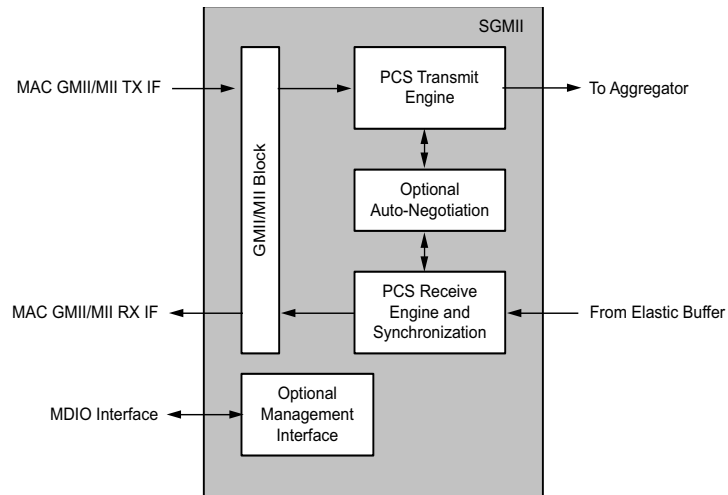 SGMII
MAC GMII/MII TX IF
GMII/MII Block
PCS Transmit
Engine
To Aggregator
Optional
Auto-Negotiation
MAC GMII/MII RX IF
PCS Receive
Engine and
Synchronization
From Elastic Buffer
MDIO Interface
Optional
Management
Interface